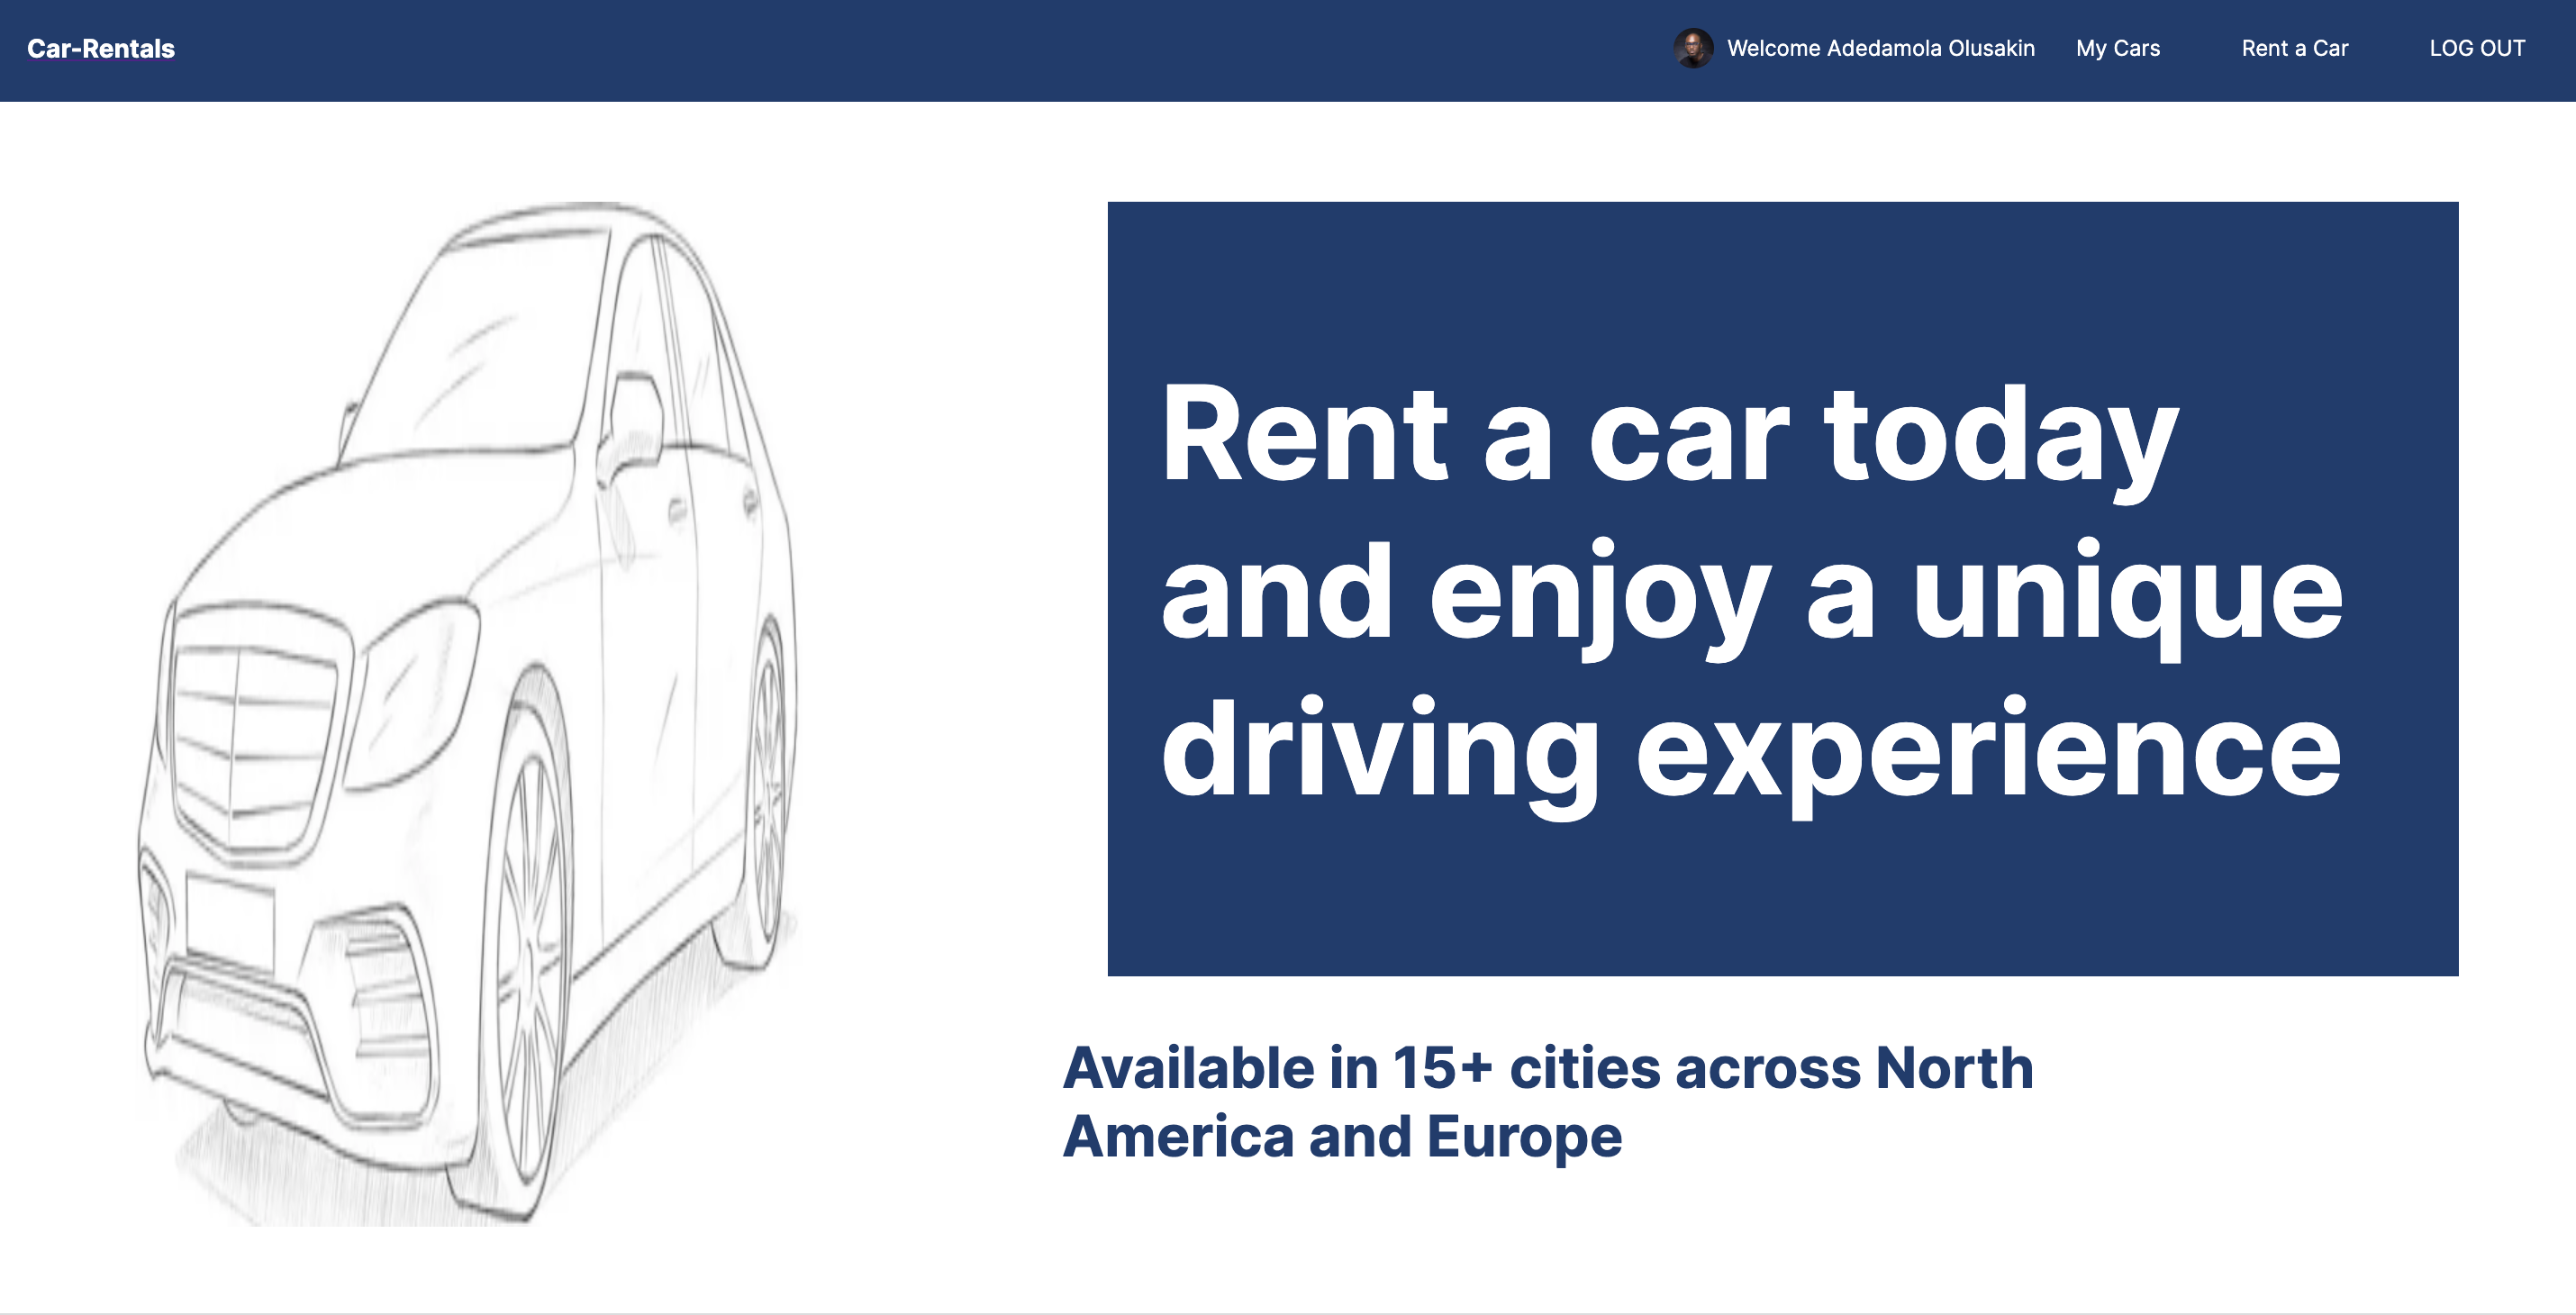 Car-Rentals
Welcome Adedamola Olusakin
My Cars
Rent a Car
LOG OUT
Rent a car today
and enjoy a unique
driving experience
Available in 15+ cities across North
America and Europe